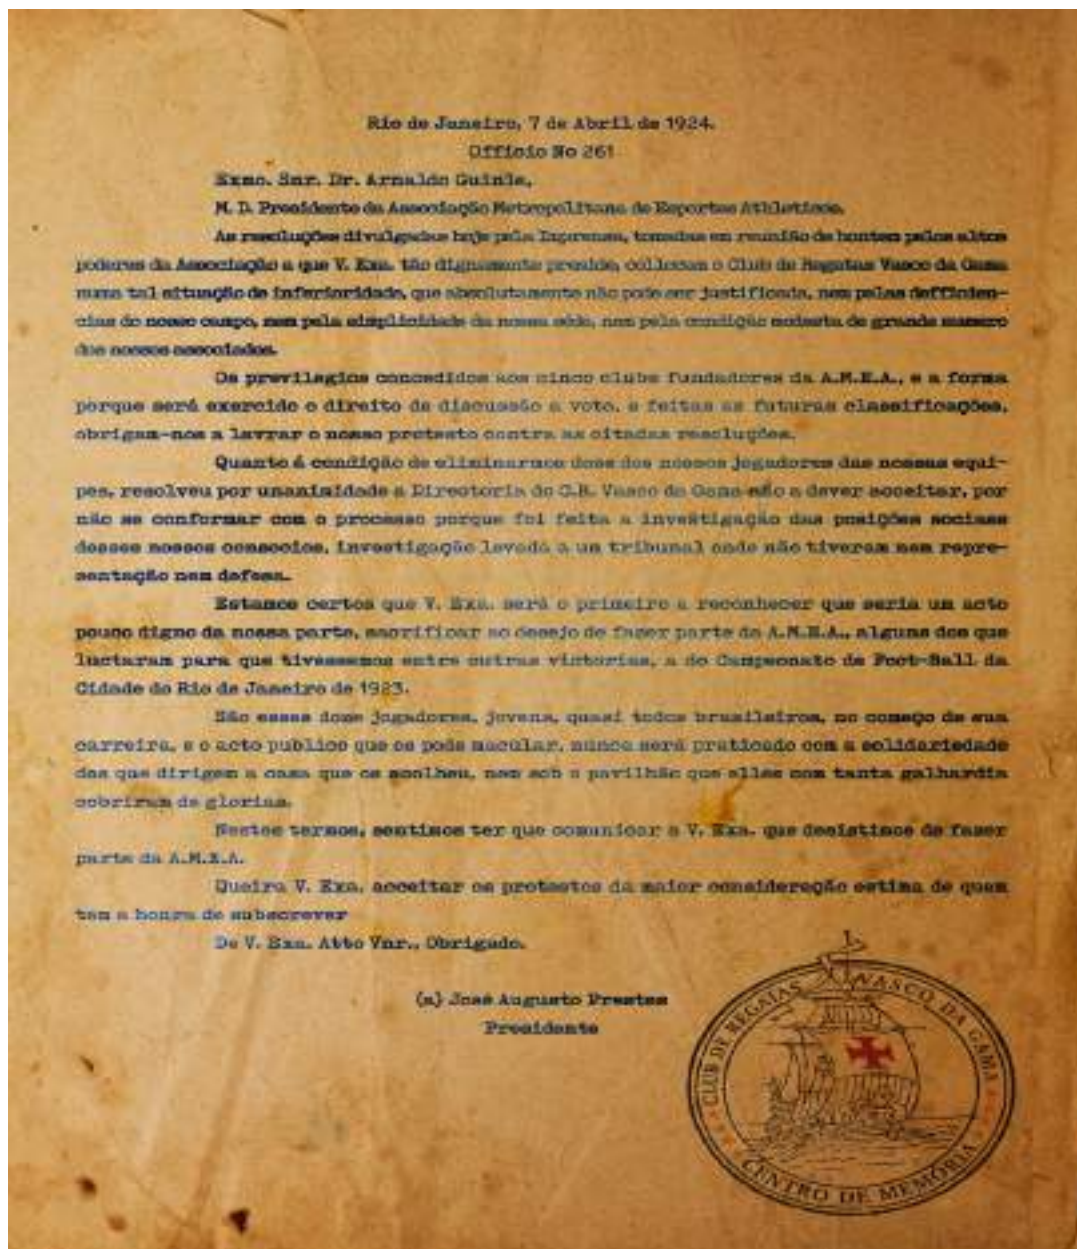 Rio de Janeiro, 7 de Abril de 1924.
Officio No 261
Exmo. Snr. Dr. Arnaldo Guinle,
M. D. Presidente da Associação Metropolitana de Esportes Athleticos.
As resoluções divulgadas hoje pela Imprensa, tomadas em reunião de hontem pelos altos
poderes da Associação a que V. Exa. tão dignamente preside, collocam o Club de Regatas Vasco da Gama
numa tal situação de inferioridade, que absolutamente não pode ser justificada, nem pelas defficien-
cias do nosso campo, nem pela simplicidade da nossa séde, nem pela condição modesta de grande numero
dos nossos associados.
Os previlegios concedidos aos cinco clubs fundadores da A.M.E.A., e a forma
porque será exercido o direito de discussão a voto, e feitas as futuras classificações,
obrigam-nos a lavrar o nosso protesto contra as citadas resoluções.
Quanto á condição de eliminarmos doze dos nossos jogadores das nossas equi-
pes, resolveu por unanimidade a Directoria do C.R. Vasco da Gama não a dever acceitar, por
não se conformar com o processo porque foi feita a investigação das posições sociaes
desses nossos consocios, investigação levada a um tribunal onde não tiveram nem repre-
sentação nem defesa.
Estamos certos que V. Exa. será o primeiro a reconhecer que seria um acto
pouco digno da nossa parte, sacrificar ao desejo de fazer parte da A.M.E.A., alguns dos que
luctaram para que tivessemos entre outras victorias, a do Campeonato de Foot-Ball da
Cidade do Rio de Janeiro de 1923.
São esses doze jogadores, jovens, quasi todos brasileiros, no começo de sua
carreira, e o acto publico que os pode macular, nunca será praticado com a solidariedade
dos que dirigem a casa que os acolheu, nem sob o pavilhão que elles com tanta galhardia
cobriram de glorias.
Nestes termos, sentimos ter que comunicar a V. Exa. que desistimos de fazer
parte da A.M.E.A.
Queira V. Exa. acceitar os protestos da maior consideração estima de quem
tem a honra de subscrever
De V. Exa. Atto Vnr., Obrigado.
(a) José Augusto Prestes
Presidente
CLUB DE REGATAS VASCO DA GAMA
CENTRO DE MEMÓRIA